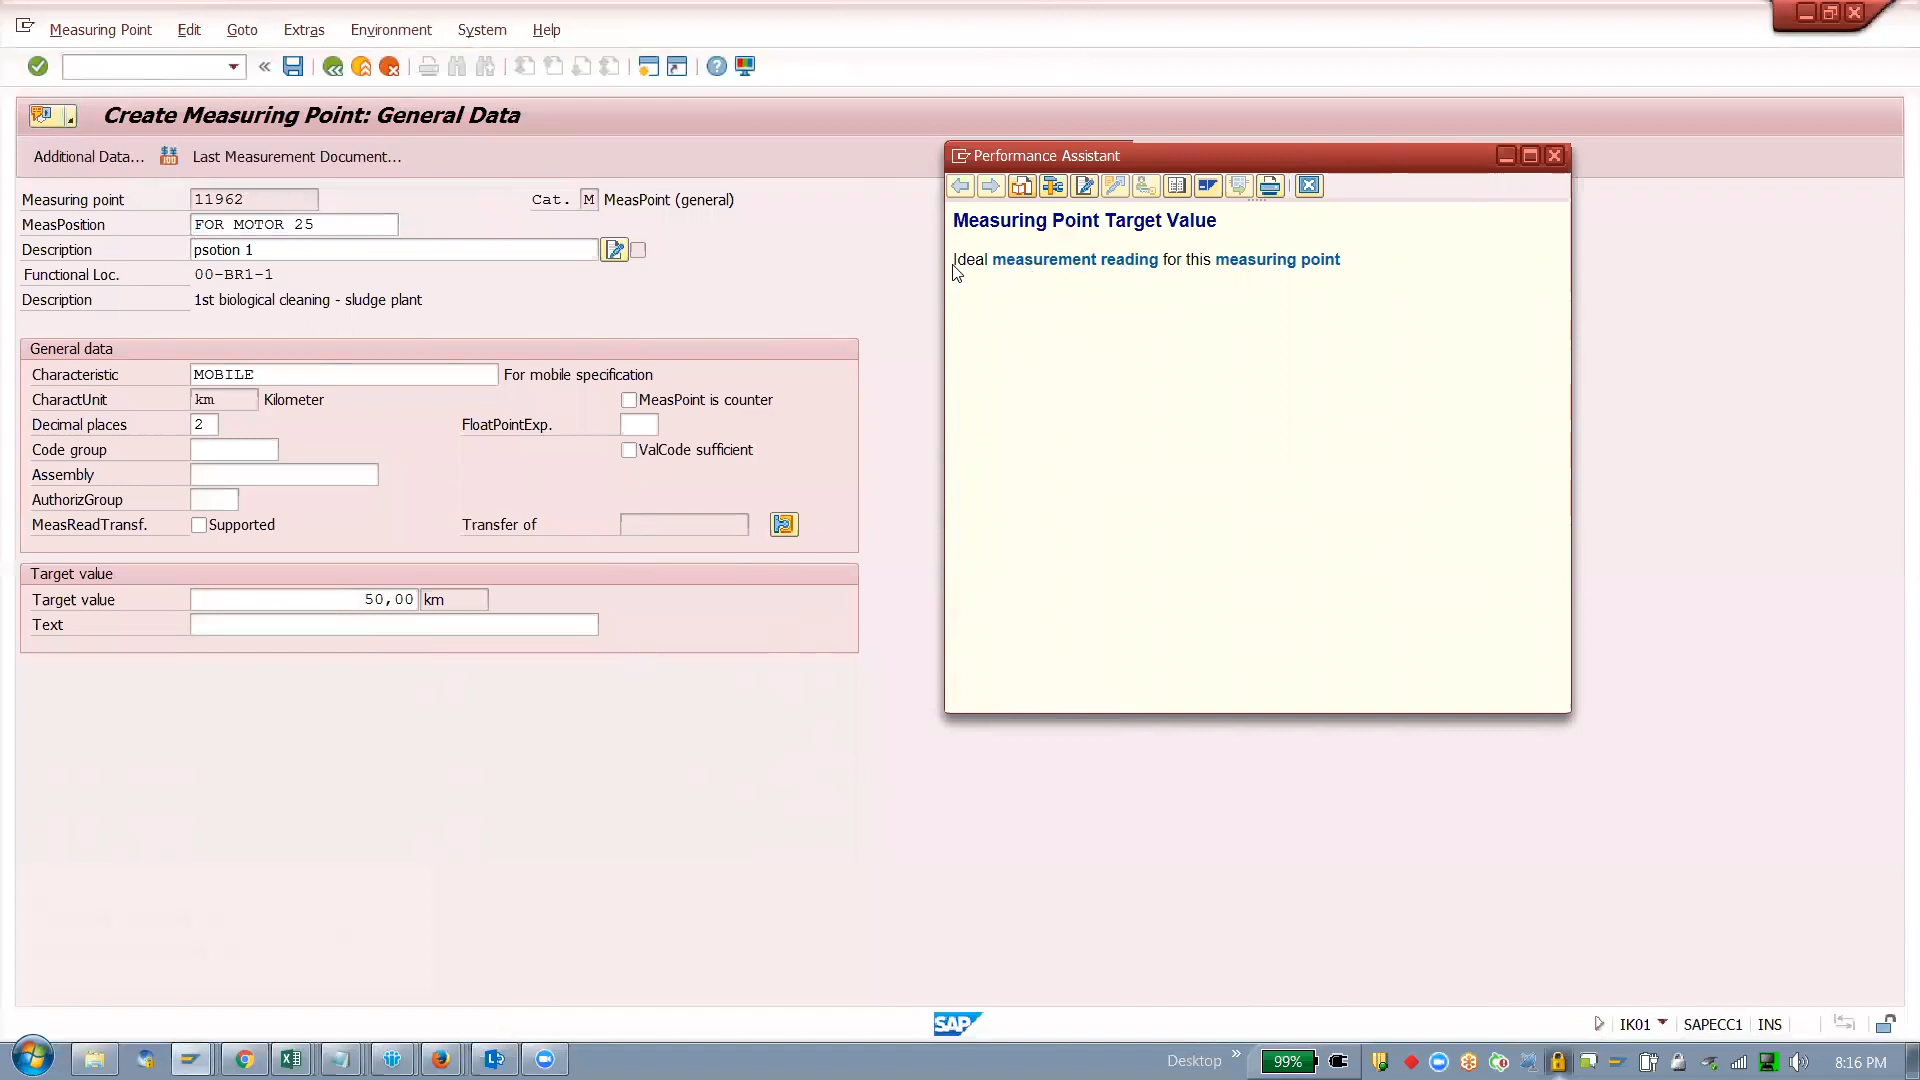 Measuring Point Edit Goto Extras Environment System Help
Create Measuring Point: General Data
Additional Data... Last Measurement Document...
Measuring point 11962 Cat. M MeasPoint (general)
MeasPosition FOR MOTOR 25
Description psotion 1
Functional Loc. 00-BR1-1
Description 1st biological cleaning - sludge plant
General data
Characteristic MOBILE For mobile specification
CharactUnit km Kilometer MeasPoint is counter
Decimal places 2 FloatPointExp.
Code group ValCode sufficient
Assembly
AuthorizGroup
MeasReadTransf. Supported Transfer of
Target value
Target value 50,00 km
Text
Performance Assistant
Measuring Point Target Value
Ideal measurement reading for this measuring point
SAP IK01 SAPECC1 INS
Desktop » 99% 8:16 PM